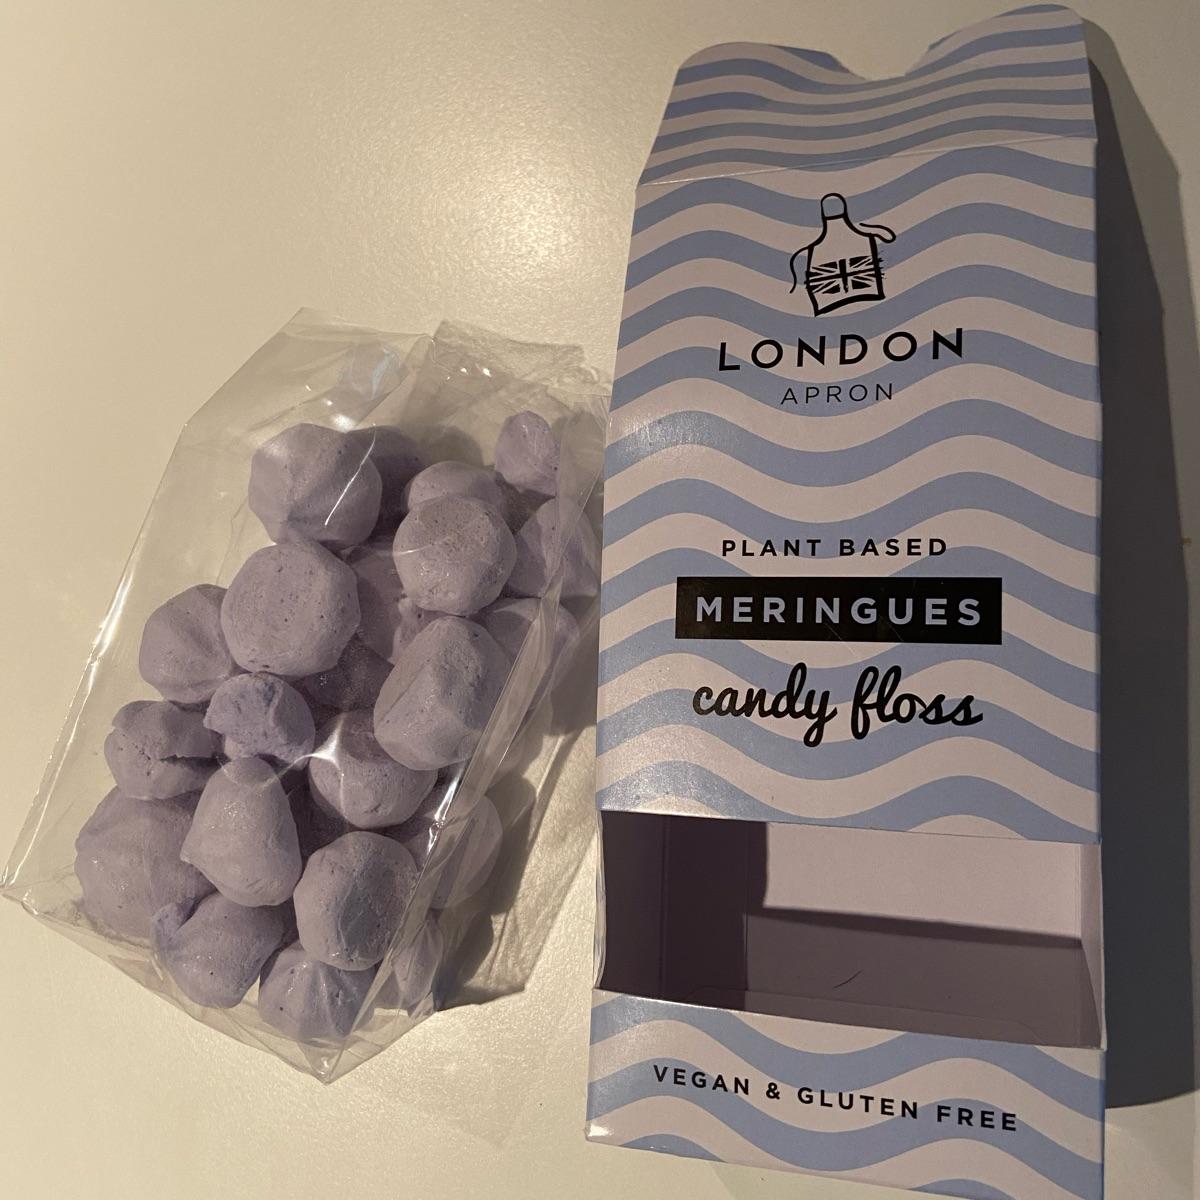 LONDON
APRON
PLANT BASED
MERINGUES
candy floss
VEGAN & GLUTEN FREE